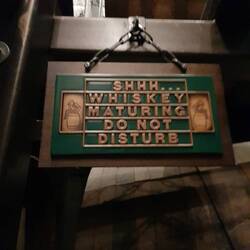 SHHH...
WHISKEY
MATURING
DO NOT
DISTURB